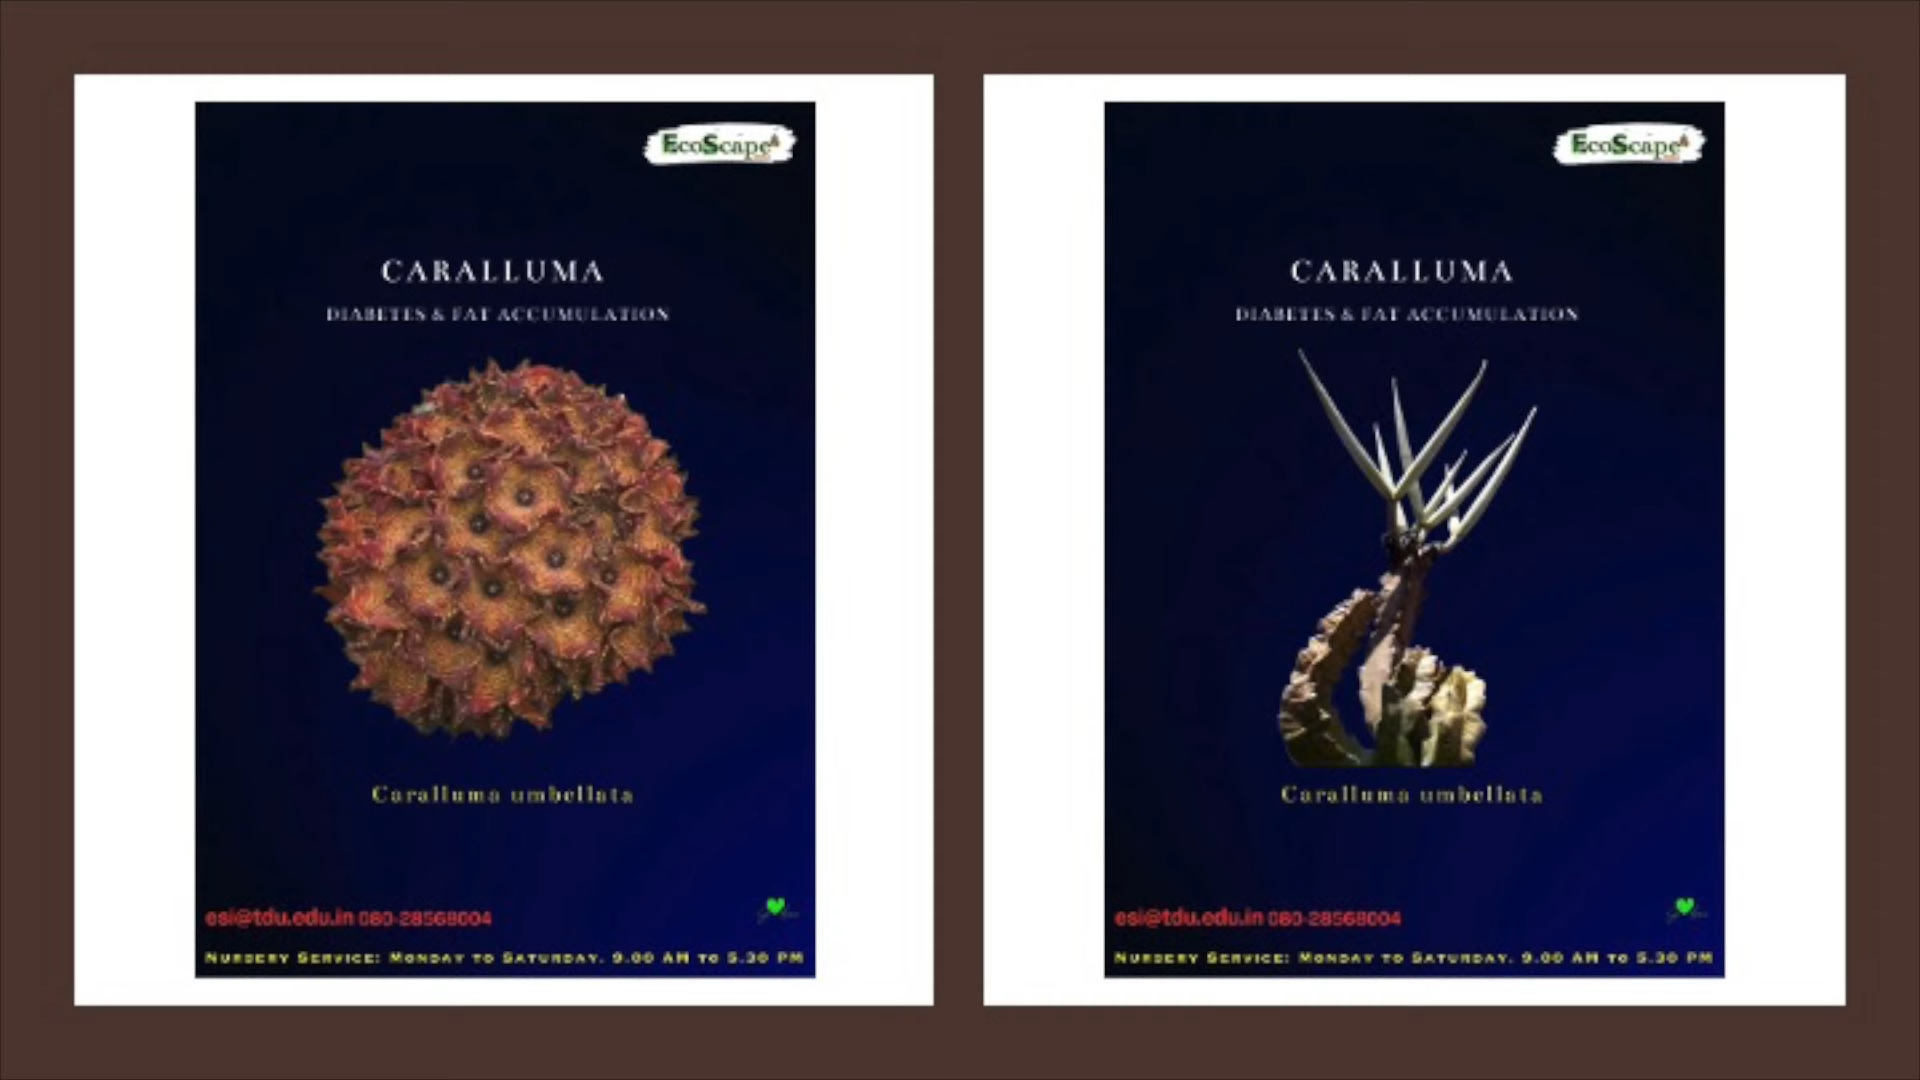 EcoScape
CARALLUMA
DIABETES & FAT ACCUMULATION
Caralluma umbellata
esi@tdu.edu.in 080-28568004
NURSERY SERVICE: MONDAY TO SATURDAY. 9.00 AM TO 5.30 PM
EcoScape
CARALLUMA
DIABETES & FAT ACCUMULATION
Caralluma umbellata
esi@tdu.edu.in 080-28568004
NURSERY SERVICE: MONDAY TO SATURDAY. 9.00 AM TO 5.30 PM